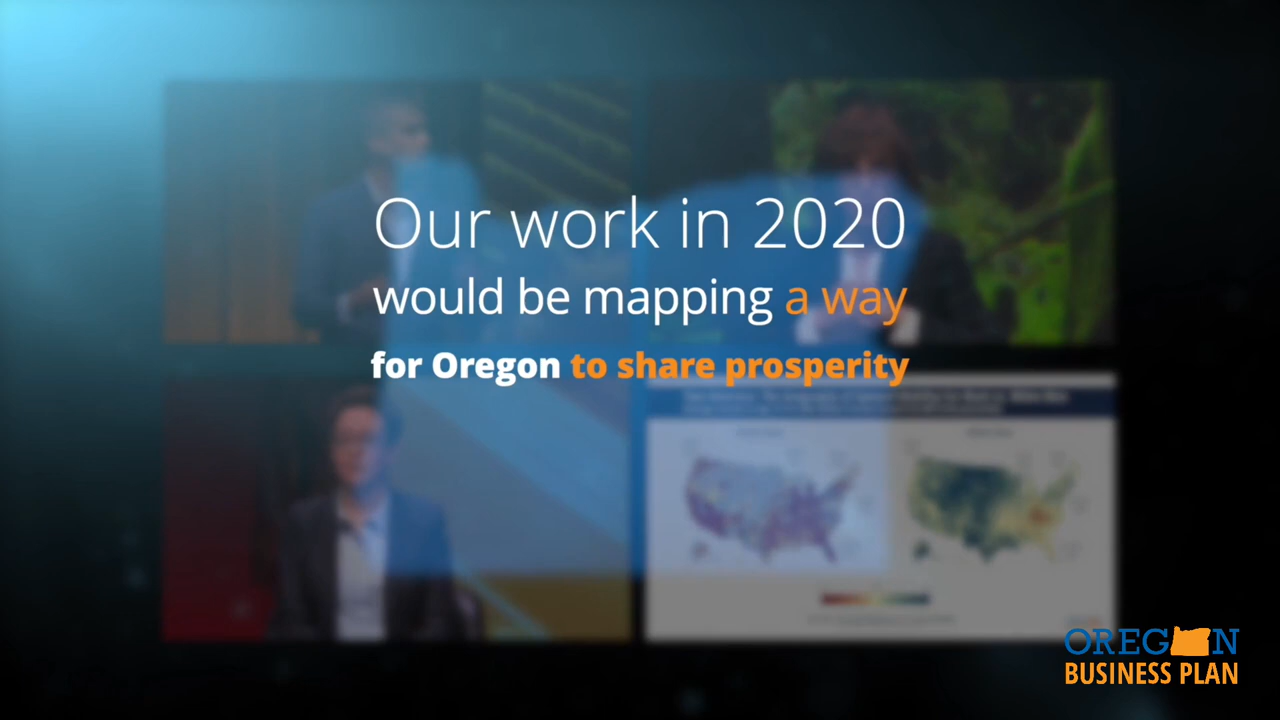 Our work in 2020
would be mapping a way
for Oregon to share prosperity
OREGON
BUSINESS PLAN